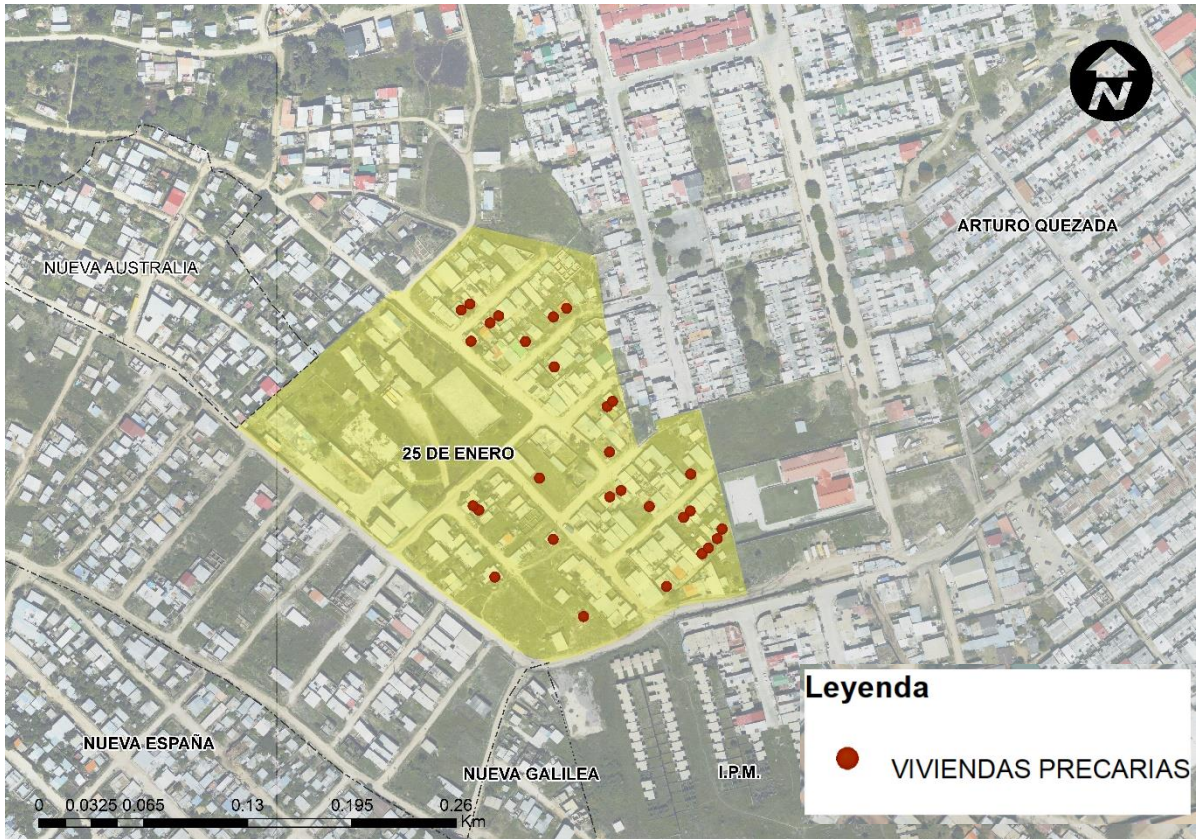 N
ARTURO QUEZADA
NUEVA AUSTRALIA
25 DE ENERO
NUEVA ESPAÑA
NUEVA GALILEA
I.P.M.
Leyenda
VIVIENDAS PRECARIAS
0 0.0325 0.065 0.13 0.195 0.26
Km